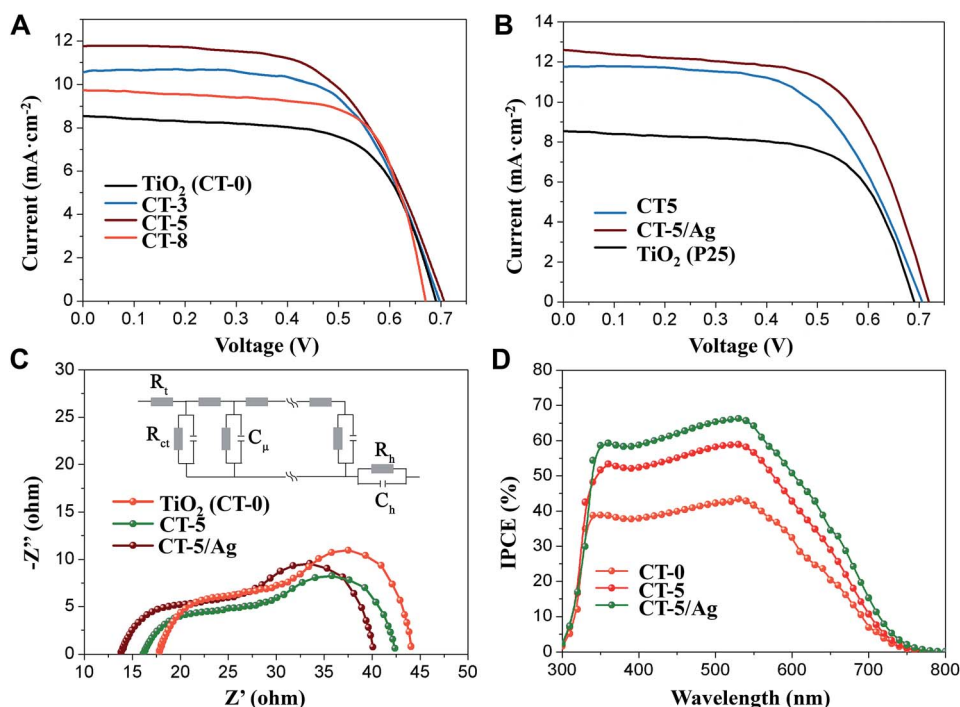 A
12
10
8
6
4
2
0
0.0 0.1 0.2 0.3 0.4 0.5 0.6 0.7
Current (mA·cm⁻²)
Voltage (V)
TiO₂ (CT-0)
CT-3
CT-5
CT-8
B
14
12
10
8
6
4
2
0
0.0 0.1 0.2 0.3 0.4 0.5 0.6 0.7
Current (mA·cm⁻²)
Voltage (V)
CT5
CT-5/Ag
TiO₂ (P25)
C
30
25
20
15
10
5
0
10 15 20 25 30 35 40 45 50
-Z'' (ohm)
Z' (ohm)
Rₜ
R_ct
C_μ
Rₕ
Cₕ
TiO₂ (CT-0)
CT-5
CT-5/Ag
D
80
70
60
50
40
30
20
10
0
300 400 500 600 700 800
IPCE (%)
Wavelength (nm)
CT-0
CT-5
CT-5/Ag